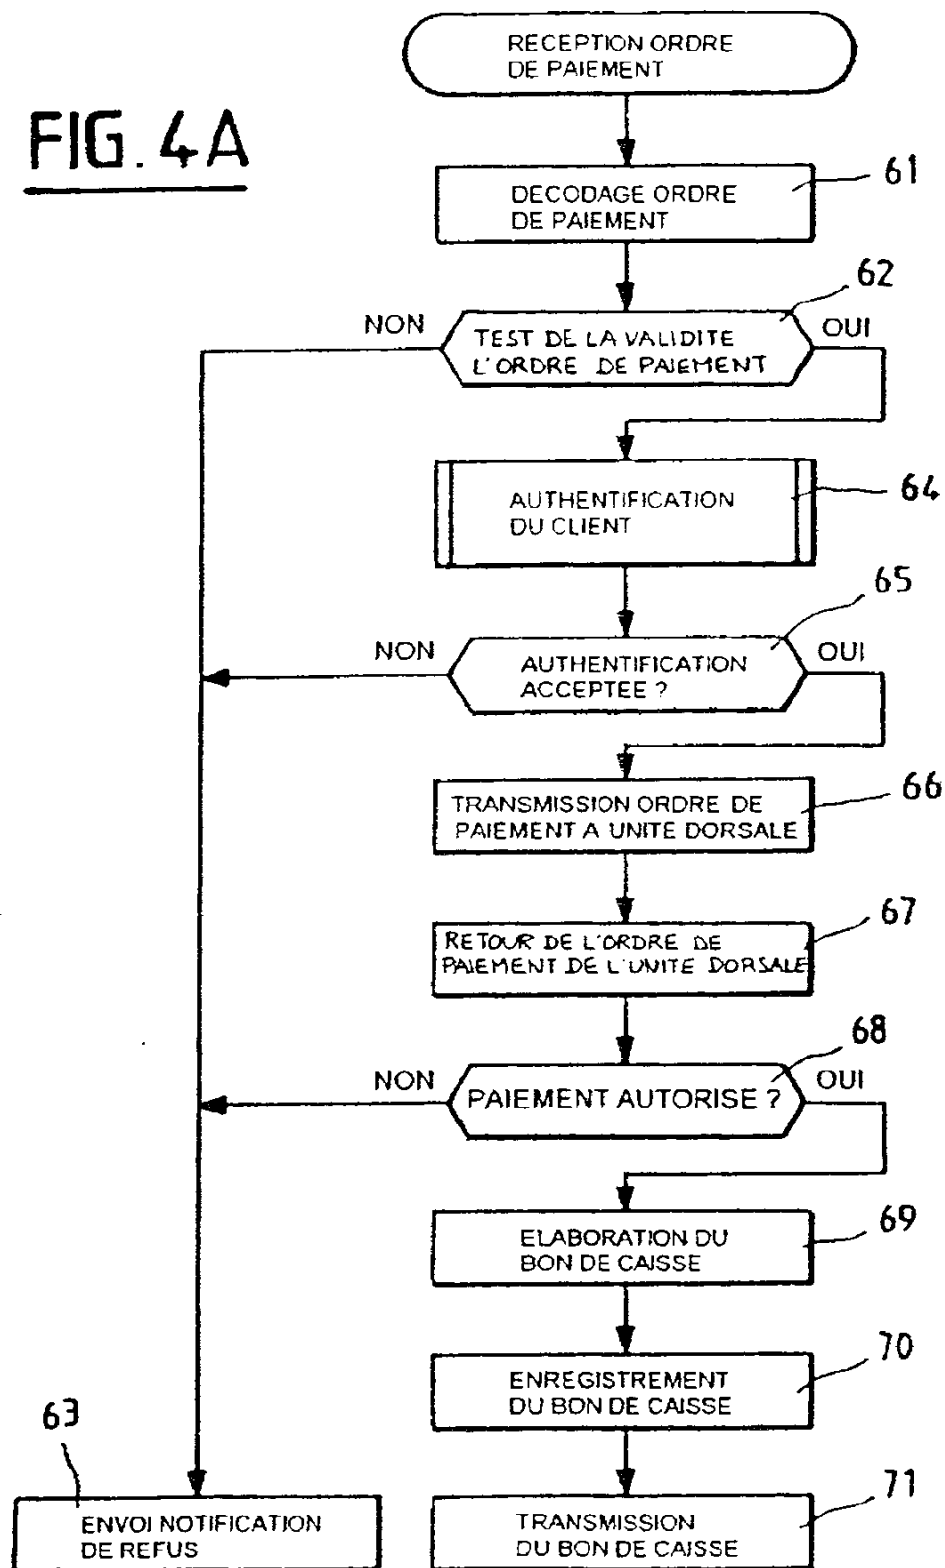 RECEPTION ORDRE
DE PAIEMENT
FIG. 4A
61
DECODAGE ORDRE
DE PAIEMENT
62
NON
OUI
TEST DE LA VALIDITE
L'ORDRE DE PAIEMENT
64
AUTHENTIFICATION
DU CLIENT
65
NON
OUI
AUTHENTIFICATION
ACCEPTEE ?
66
TRANSMISSION ORDRE DE
PAIEMENT A UNITE DORSALE
67
RETOUR DE L'ORDRE DE
PAIEMENT DE L'UNITE DORSALE
68
NON
OUI
PAIEMENT AUTORISE ?
69
ELABORATION DU
BON DE CAISSE
70
ENREGISTREMENT
DU BON DE CAISSE
63
71
ENVOI NOTIFICATION
DE REFUS
TRANSMISSION
DU BON DE CAISSE